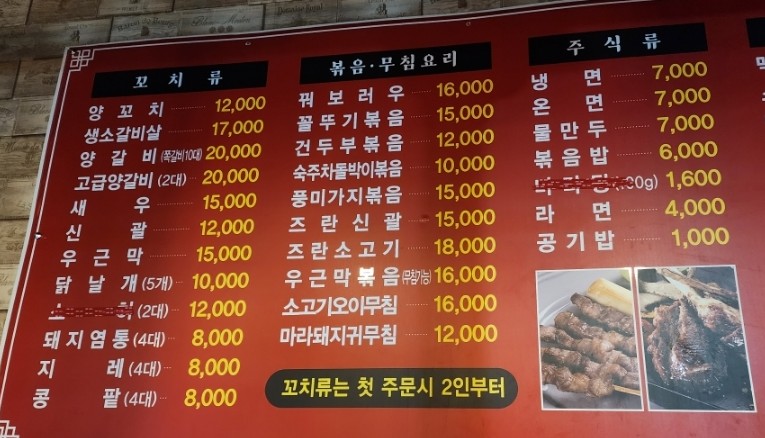 꼬치류
양꼬치 12,000
생소갈비살 17,000
양갈비(쪽갈비10대) 20,000
고급양갈비 (2대) 20,000
새우 15,000
신괄 12,000
우근막 15,000
닭날개 (5개) 10,000
(2대) 12,000
돼지염통 (4대) 8,000
지레 (4대) 8,000
콩팥 (4대) 8,000
볶음·무침요리
꿔보러우 16,000
꼴뚜기볶음 15,000
건두부볶음 12,000
숙주차돌박이볶음 10,000
풍미가지볶음 15,000
즈란신괄 15,000
즈란소고기 18,000
우근막볶음(무침가능) 16,000
소고기오이무침 16,000
마라돼지귀무침 12,000
꼬치류는 첫 주문시 2인부터
주식류
냉면 7,000
온면 7,000
물만두 7,000
볶음밥 6,000
00g) 1,600
라면 4,000
공기밥 1,000